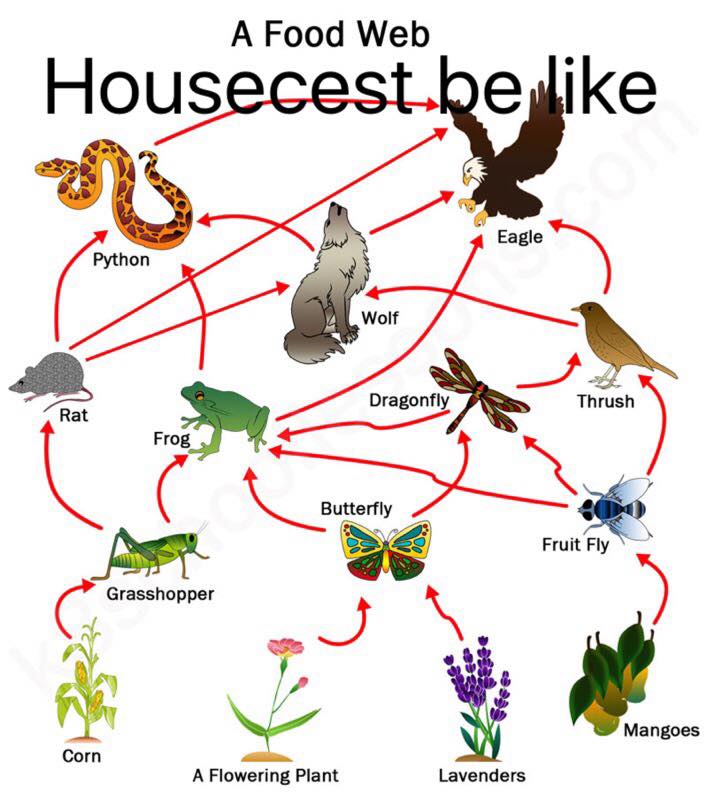 A Food Web
Housecest be like
Python
Eagle
Wolf
Rat
Frog
Dragonfly
Thrush
Butterfly
Fruit Fly
Grasshopper
Corn
A Flowering Plant
Lavenders
Mangoes